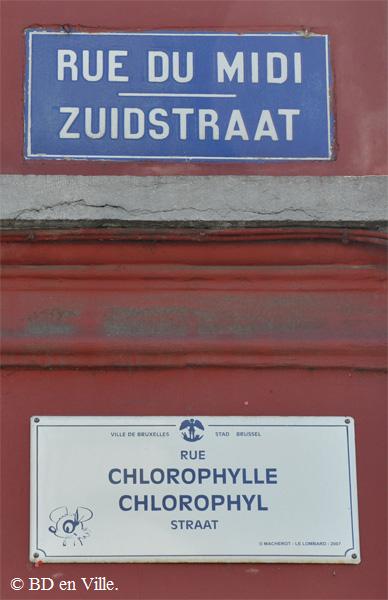 RUE DU MIDI
ZUIDSTRAAT
VILLE DE BRUXELLES STAD BRUSSEL
RUE
CHLOROPHYLLE
CHLOROPHYL
STRAAT
© MACHEROT - LE LOMBARD - 2007
© BD en Ville.